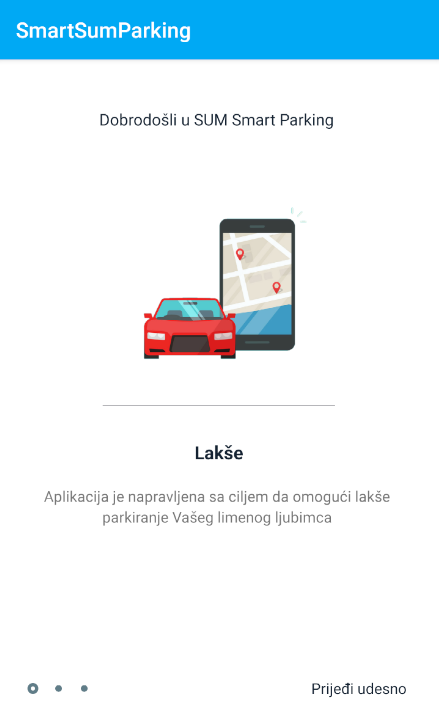 SmartSumParking
Dobrodošli u SUM Smart Parking
Lakše
Aplikacija je napravljena sa ciljem da omogući lakše
parkiranje Vašeg limenog ljubimca
Prijeđi udesno